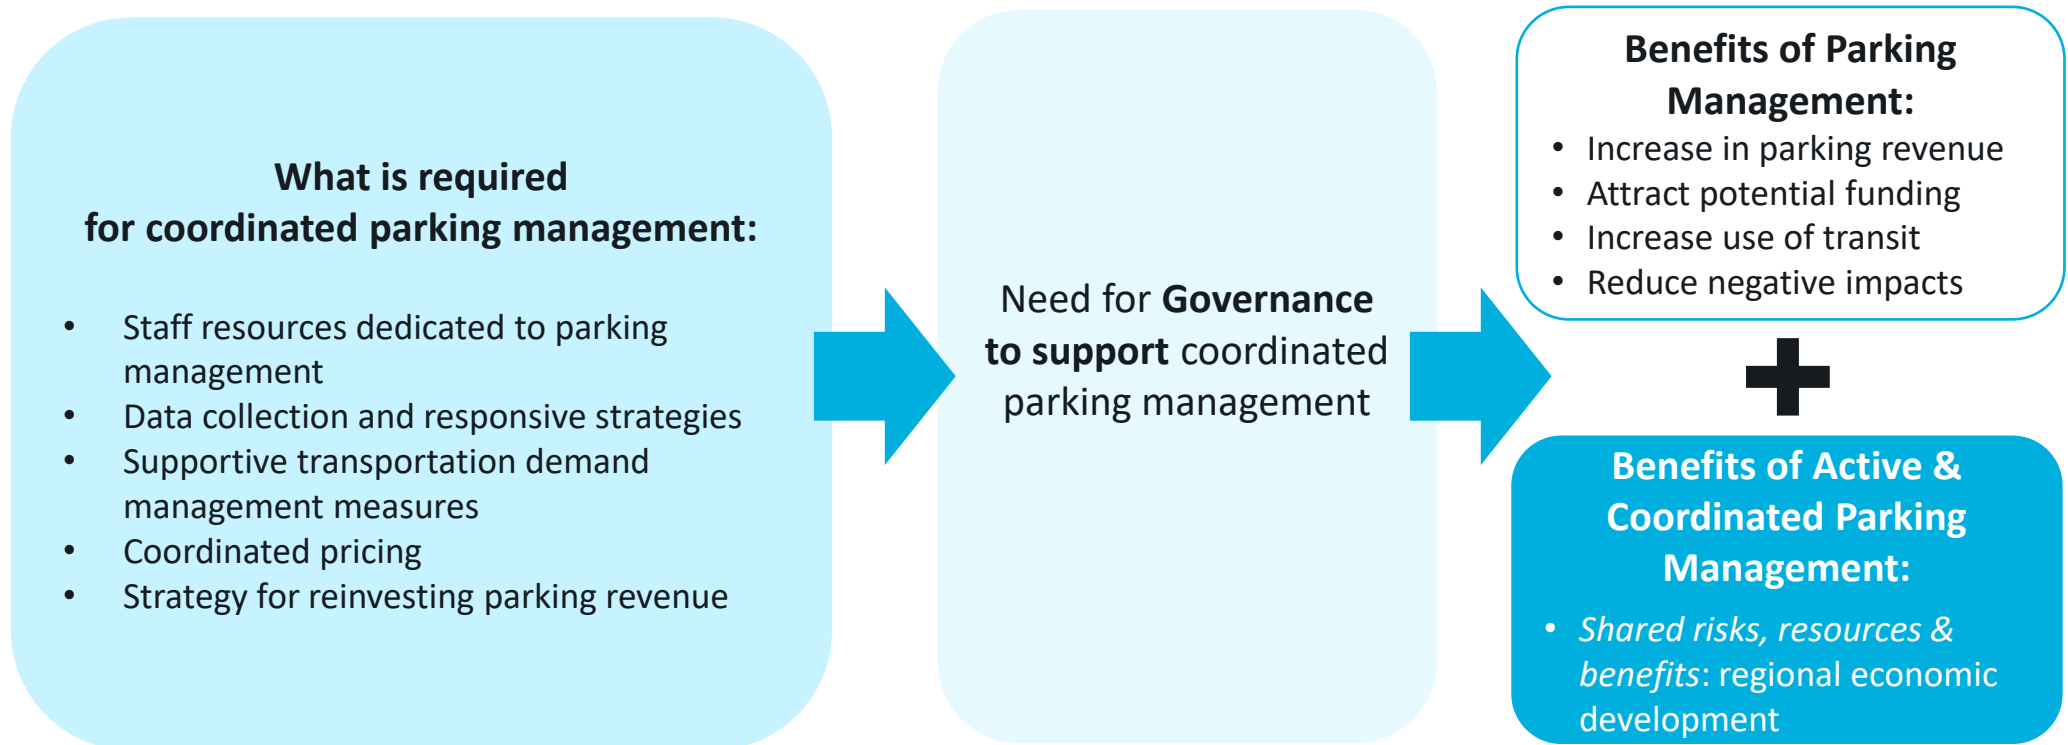 What is required
for coordinated parking management:
• Staff resources dedicated to parking
management
• Data collection and responsive strategies
• Supportive transportation demand
management measures
• Coordinated pricing
• Strategy for reinvesting parking revenue
Need for Governance
to support coordinated
parking management
Benefits of Parking
Management:
• Increase in parking revenue
• Attract potential funding
• Increase use of transit
• Reduce negative impacts
Benefits of Active &
Coordinated Parking
Management:
• Shared risks, resources &
benefits: regional economic
development